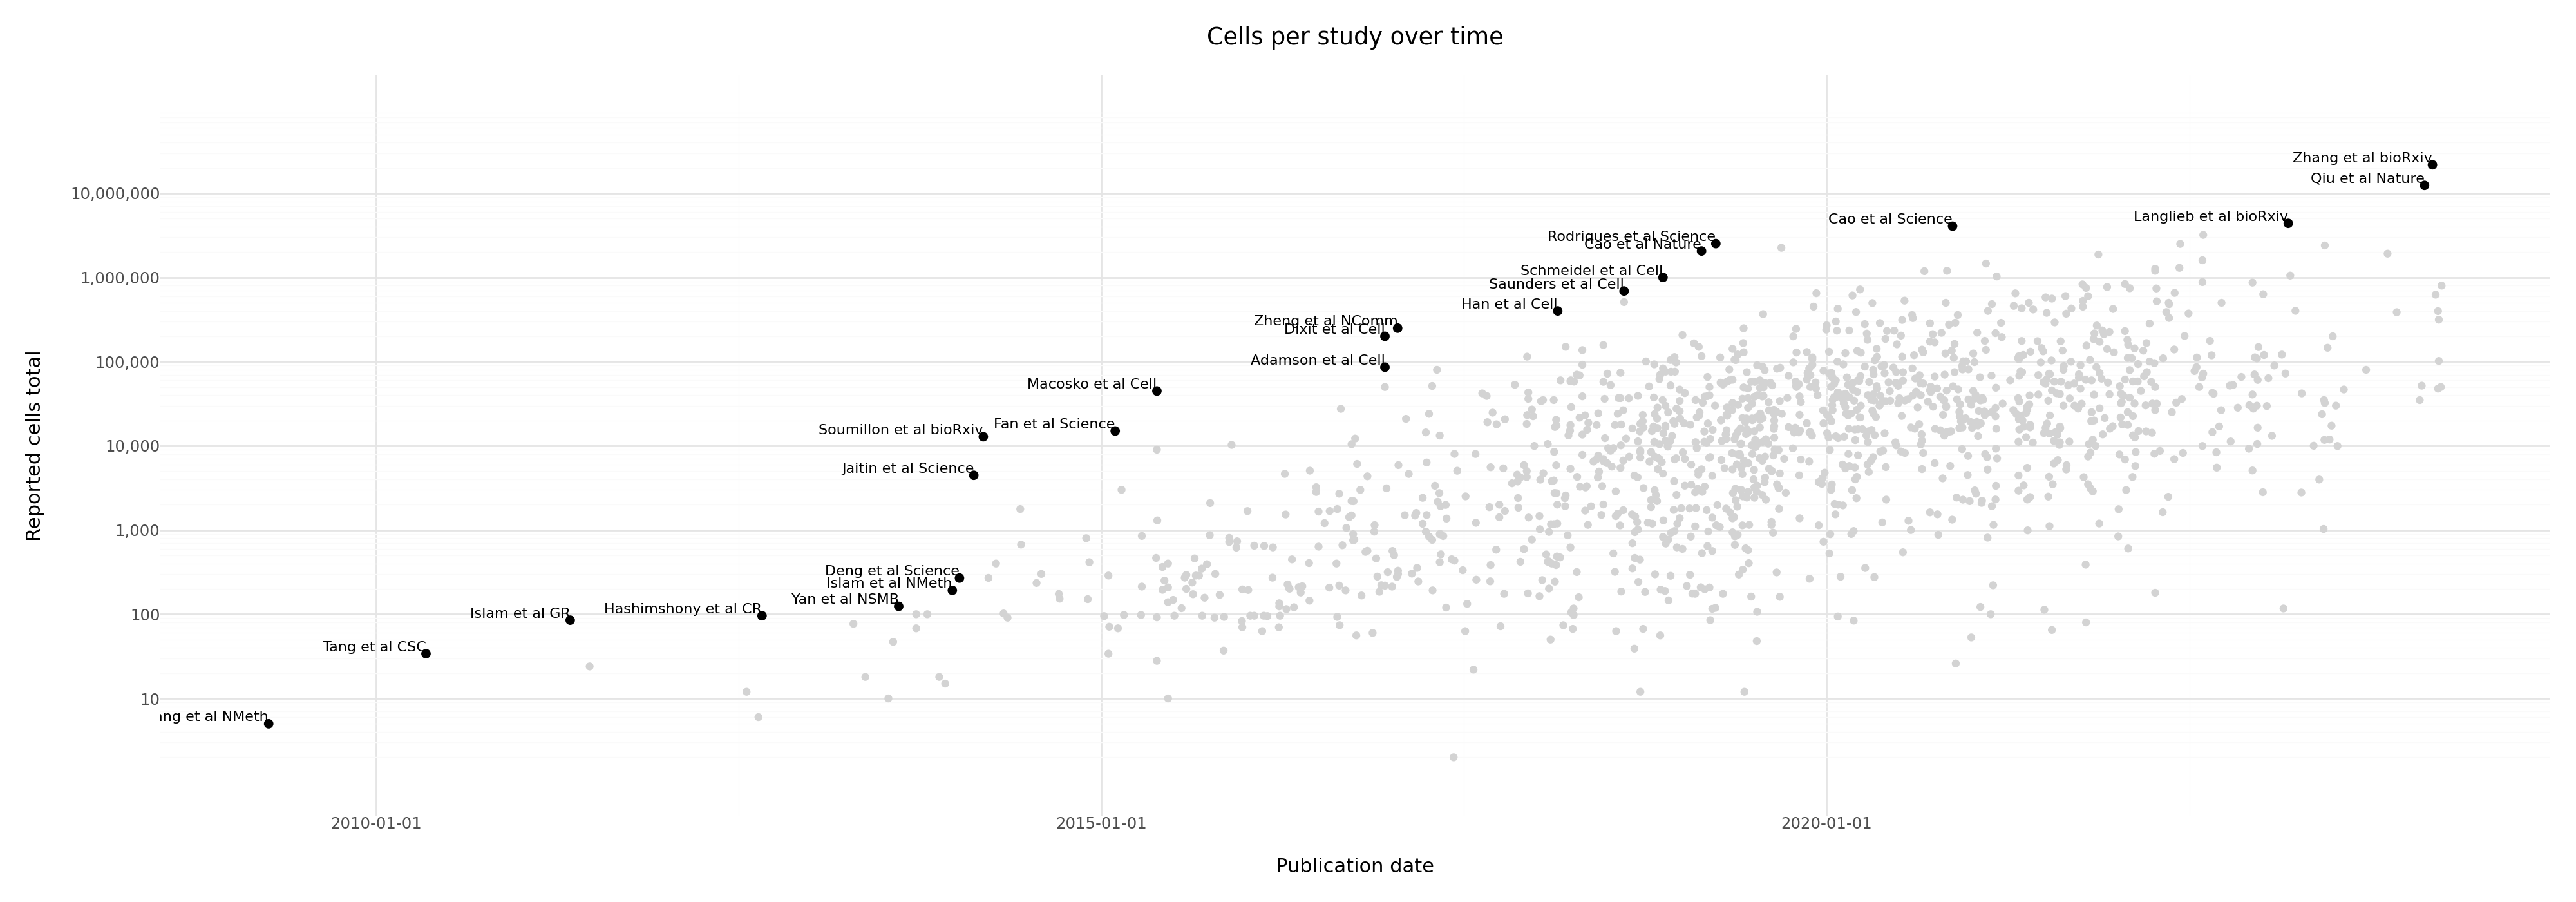 Cells per study over time
Reported cells total
10,000,000
1,000,000
100,000
10,000
1,000
100
10
Zhang et al bioRxiv
Qiu et al Nature
Langlieb et al bioRxiv
Cao et al Science
Rodriques et al Science
Cao et al Nature
Schmeidel et al Cell
Saunders et al Cell
Han et al Cell
Zheng et al NComm
Dixit et al Cell
Adamson et al Cell
Macosko et al Cell
Fan et al Science
Soumillon et al bioRxiv
Jaitin et al Science
Deng et al Science
Islam et al NMeth
Yan et al NSMB
Hashimshony et al CR
Islam et al GR
Tang et al CSC
ng et al NMeth
2010-01-01
2015-01-01
2020-01-01
Publication date